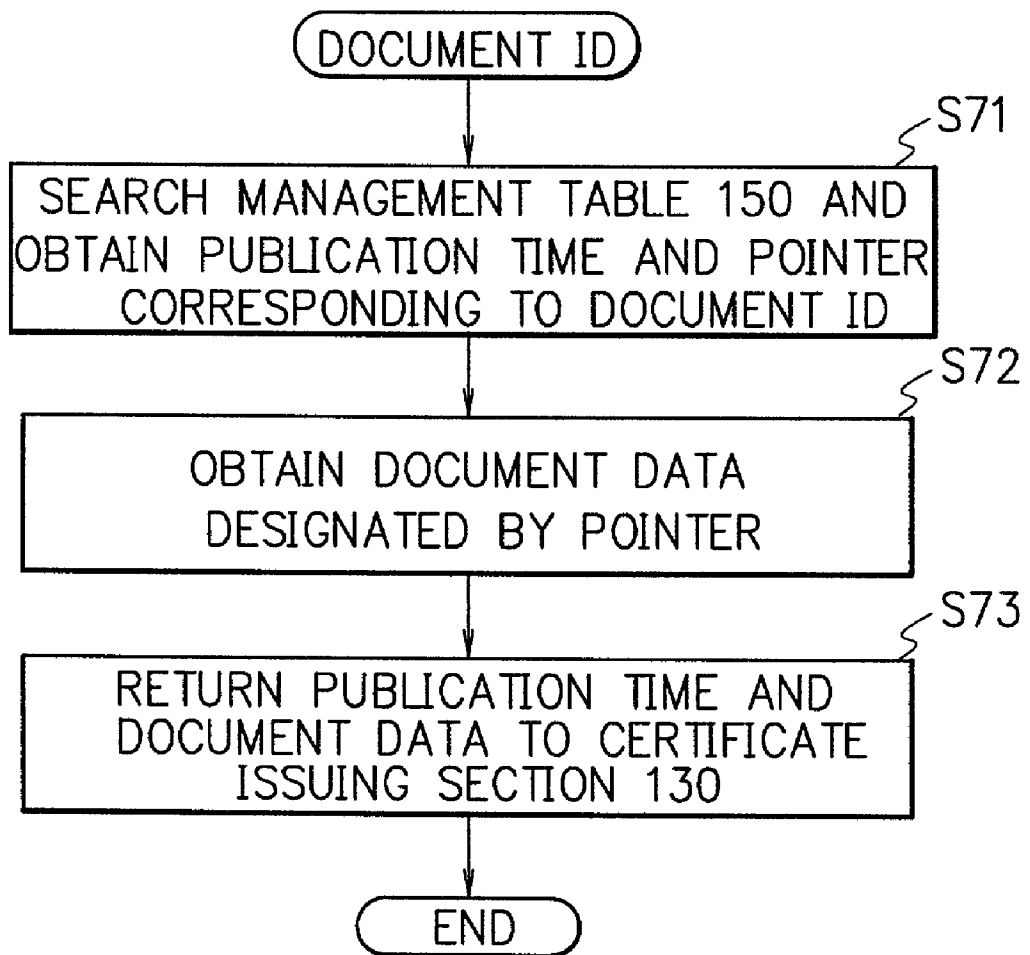 DOCUMENT ID
S71
SEARCH MANAGEMENT TABLE 150 AND
OBTAIN PUBLICATION TIME AND POINTER
CORRESPONDING TO DOCUMENT ID
S72
OBTAIN DOCUMENT DATA
DESIGNATED BY POINTER
S73
RETURN PUBLICATION TIME AND
DOCUMENT DATA TO CERTIFICATE
ISSUING SECTION 130
END